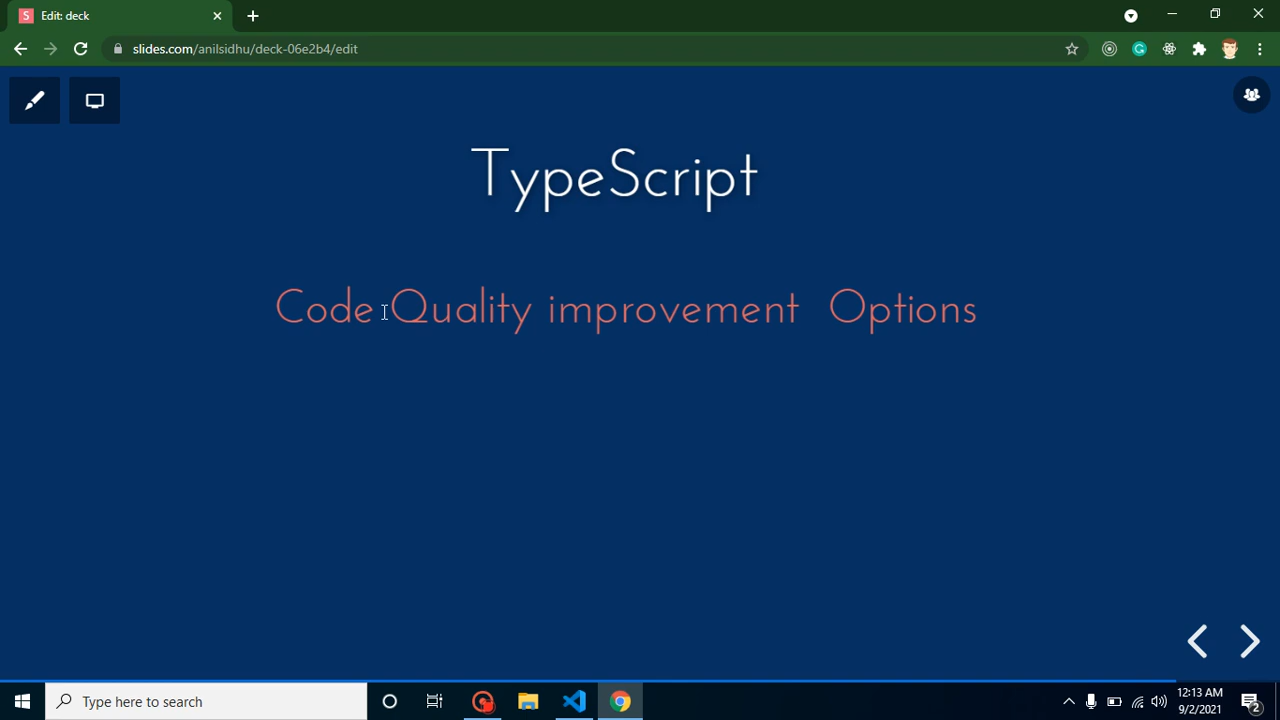 S Edit: deck
slides.com/anilsidhu/deck-06e2b4/edit
TypeScript
Code Quality improvement Options
Type here to search
12:13 AM
9/2/2021
2